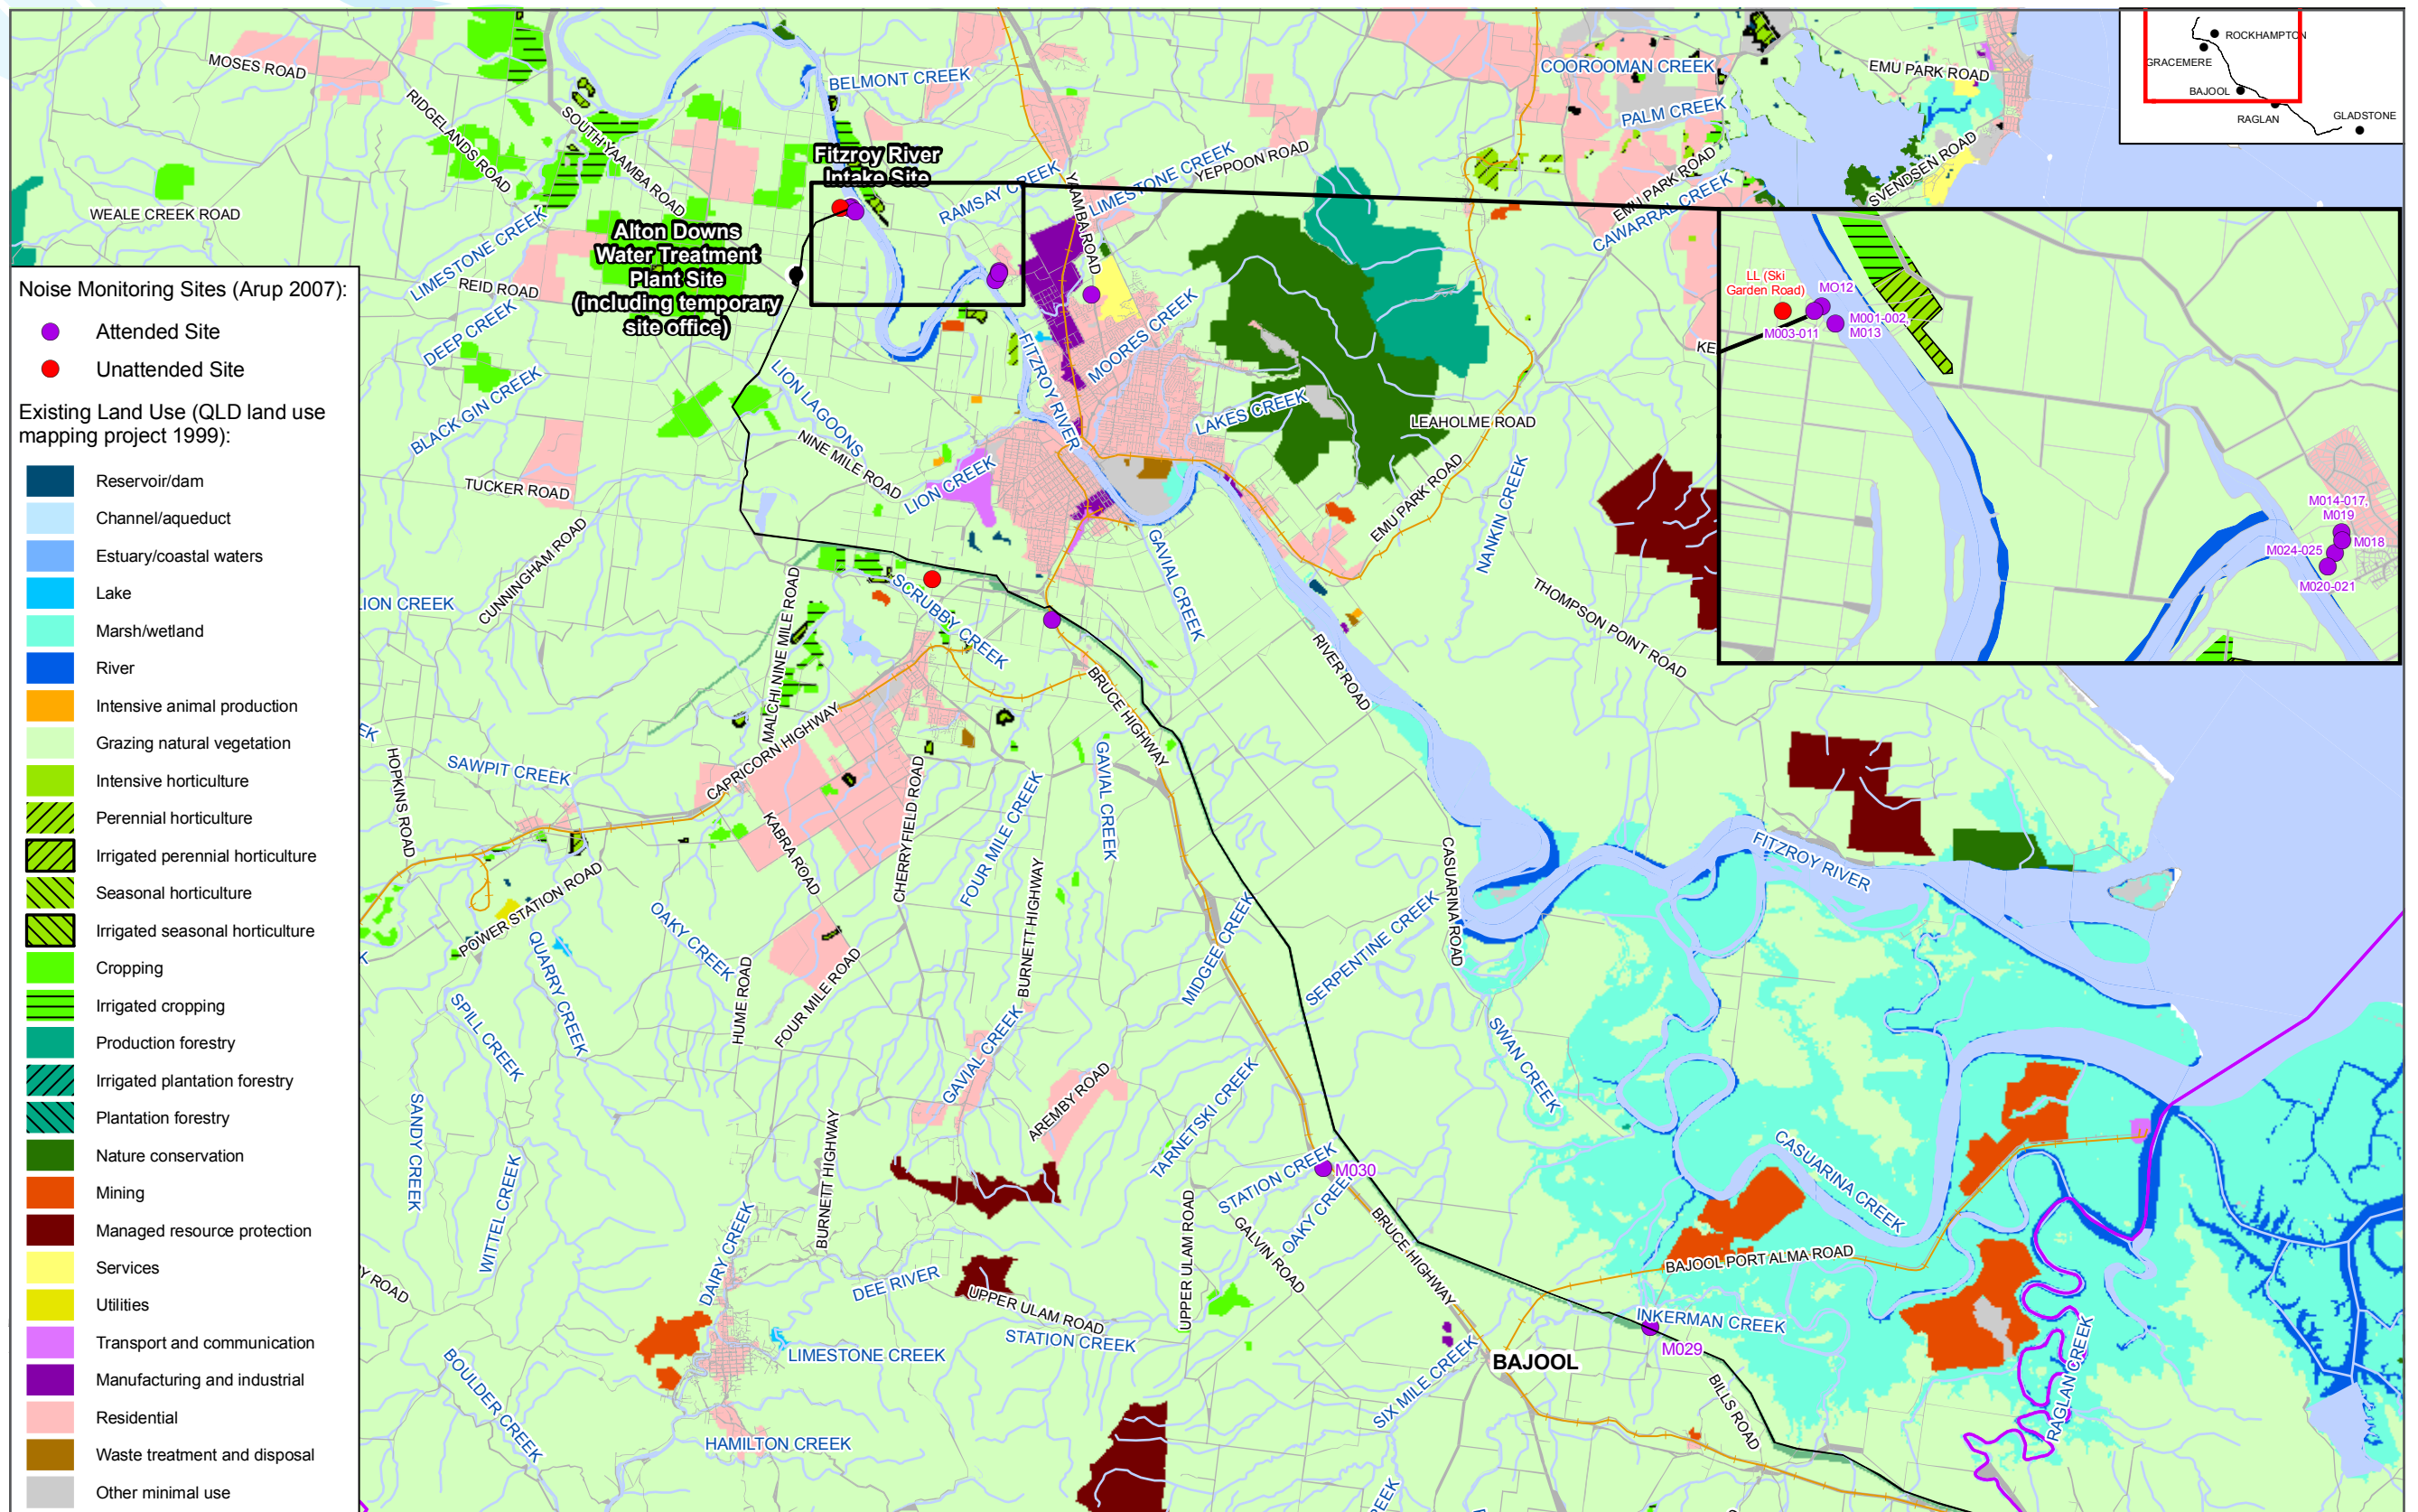 MOSES ROAD
RIDGELANDS ROAD
SOUTH YAAMBA ROAD
BELMONT CREEK
COOROOMAN CREEK
PALM CREEK
EMU PARK ROAD
SVENDSEN ROAD
ROCKHAMPTON
GRACEMERE
BAJOOL
RAGLAN
GLADSTONE
WEALE CREEK ROAD
LIMESTONE CREEK
REID ROAD
DEEP CREEK
BLACK GIN CREEK
TUCKER ROAD
CUNNINGHAM ROAD
Fitzroy River
Intake Site
Alton Downs
Water Treatment
Plant Site
(including temporary
site office)
RAMSAY CREEK
YAAMBA ROAD
LIMESTONE CREEK
YEPPOON ROAD
EMU PARK ROAD
CAWARRAL CREEK
KE
LION LAGOONS
NINE MILE ROAD
LION CREEK
FITZROY RIVER
MOORES CREEK
LAKES CREEK
LEAHOLME ROAD
EMU PARK ROAD
NANKIN CREEK
THOMPSON POINT ROAD
GAVIAL CREEK
RIVER ROAD
LL (Ski
Garden Road)
MO12
M001-002,
M013
M003-011
M014-017,
M019
M018
M024-025
M020-021
Noise Monitoring Sites (Arup 2007):
Attended Site
Unattended Site
Existing Land Use (QLD land use
mapping project 1999):
Reservoir/dam
Channel/aqueduct
Estuary/coastal waters
Lake
Marsh/wetland
River
Intensive animal production
Grazing natural vegetation
Intensive horticulture
Perennial horticulture
Irrigated perennial horticulture
Seasonal horticulture
Irrigated seasonal horticulture
Cropping
Irrigated cropping
Production forestry
Irrigated plantation forestry
Plantation forestry
Nature conservation
Mining
Managed resource protection
Services
Utilities
Transport and communication
Manufacturing and industrial
Residential
Waste treatment and disposal
Other minimal use
LION CREEK
SCRUBBY CREEK
MALCHI NINE MILE ROAD
BRUCE HIGHWAY
CAPRICORN HIGHWAY
EK
HOPKINS ROAD
SAWPIT CREEK
KABRA ROAD
CHERRYFIELD ROAD
FOUR MILE CREEK
GAVIAL CREEK
BURNETT HIGHWAY
POWER STATION ROAD
QUARRY CREEK
OAKY CREEK
HUME ROAD
FOUR MILE ROAD
MIDGEE CREEK
SERPENTINE CREEK
CASUARINA ROAD
FITZROY RIVER
SPILL CREEK
SANDY CREEK
WITTEL CREEK
GAVIAL CREEK
AREMBY ROAD
TARNETSKI CREEK
SWAN CREEK
CASUARINA CREEK
BURNETT HIGHWAY
DAIRY CREEK
DEE RIVER
UPPER ULAM ROAD
STATION CREEK
UPPER ULAM ROAD
STATION CREEK
M030
OAKY CREEK
GALVIN ROAD
BRUCE HIGHWAY
BAJOOL PORT ALMA ROAD
INKERMAN CREEK
M029
BAJOOL
SIX MILE CREEK
BILLS ROAD
RAGLAN CREEK
Y ROAD
BOULDER CREEK
LIMESTONE CREEK
HAMILTON CREEK
REEK